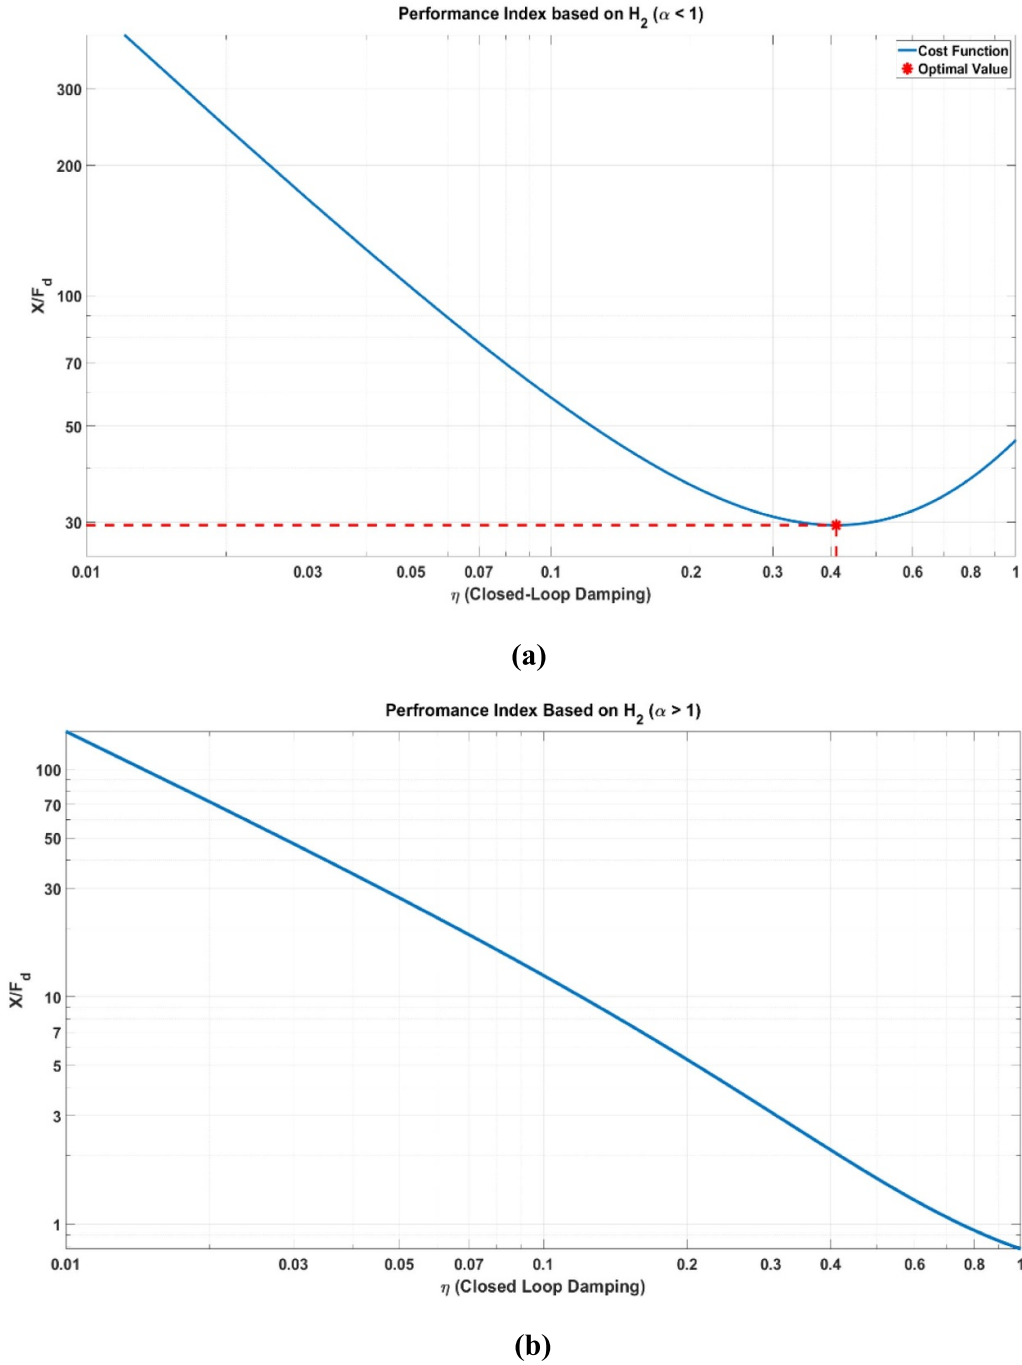 Performance Index based on H2 (α < 1)
Cost Function
Optimal Value
300
200
100
70
50
30
X/Fd
0.01 0.03 0.05 0.07 0.1 0.2 0.3 0.4 0.6 0.8 1
η (Closed-Loop Damping)
(a)
Perfromance Index Based on H2 (α > 1)
100
70
50
30
10
7
5
3
1
X/Fd
0.01 0.03 0.05 0.07 0.1 0.2 0.3 0.4 0.6 0.8 1
η (Closed Loop Damping)
(b)